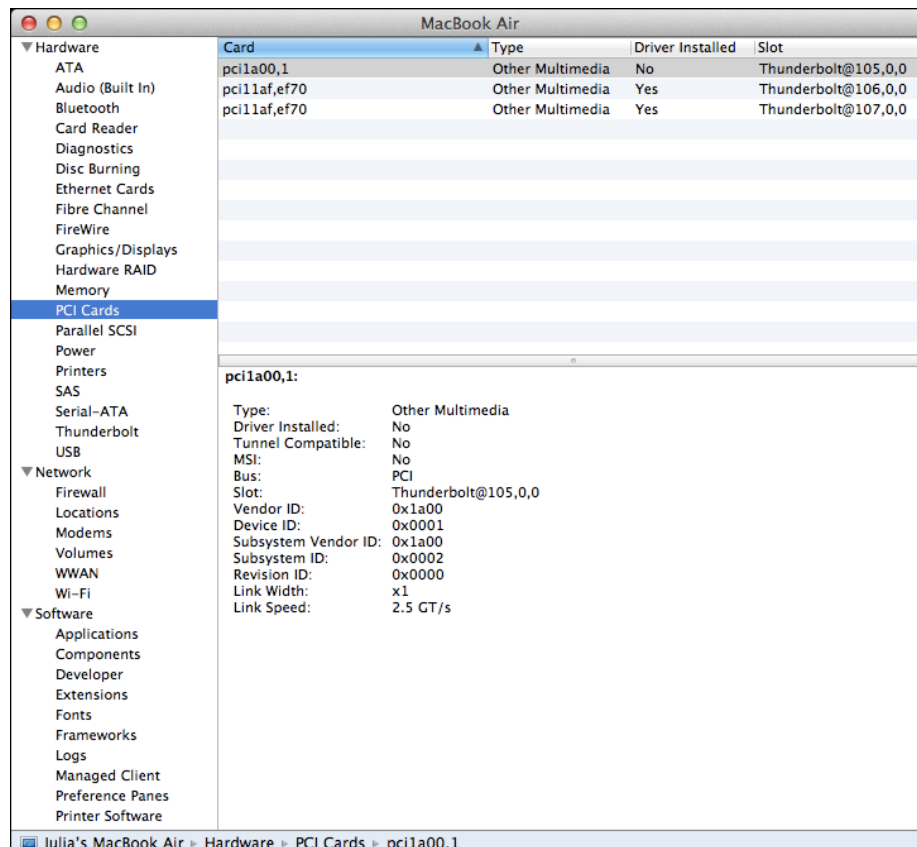 MacBook Air
Hardware
ATA
Audio (Built In)
Bluetooth
Card Reader
Diagnostics
Disc Burning
Ethernet Cards
Fibre Channel
FireWire
Graphics/Displays
Hardware RAID
Memory
PCI Cards
Parallel SCSI
Power
Printers
SAS
Serial-ATA
Thunderbolt
USB
Network
Firewall
Locations
Modems
Volumes
WWAN
Wi-Fi
Software
Applications
Components
Developer
Extensions
Fonts
Frameworks
Logs
Managed Client
Preference Panes
Printer Software
Card Type Driver Installed Slot
pci1a00,1 Other Multimedia No Thunderbolt@105,0,0
pci11af,ef70 Other Multimedia Yes Thunderbolt@106,0,0
pci11af,ef70 Other Multimedia Yes Thunderbolt@107,0,0
pci1a00,1:
Type: Other Multimedia
Driver Installed: No
Tunnel Compatible: No
MSI: No
Bus: PCI
Slot: Thunderbolt@105,0,0
Vendor ID: 0x1a00
Device ID: 0x0001
Subsystem Vendor ID: 0x1a00
Subsystem ID: 0x0002
Revision ID: 0x0000
Link Width: x1
Link Speed: 2.5 GT/s
Julia's MacBook Air ▸ Hardware ▸ PCI Cards ▸ pci1a00,1